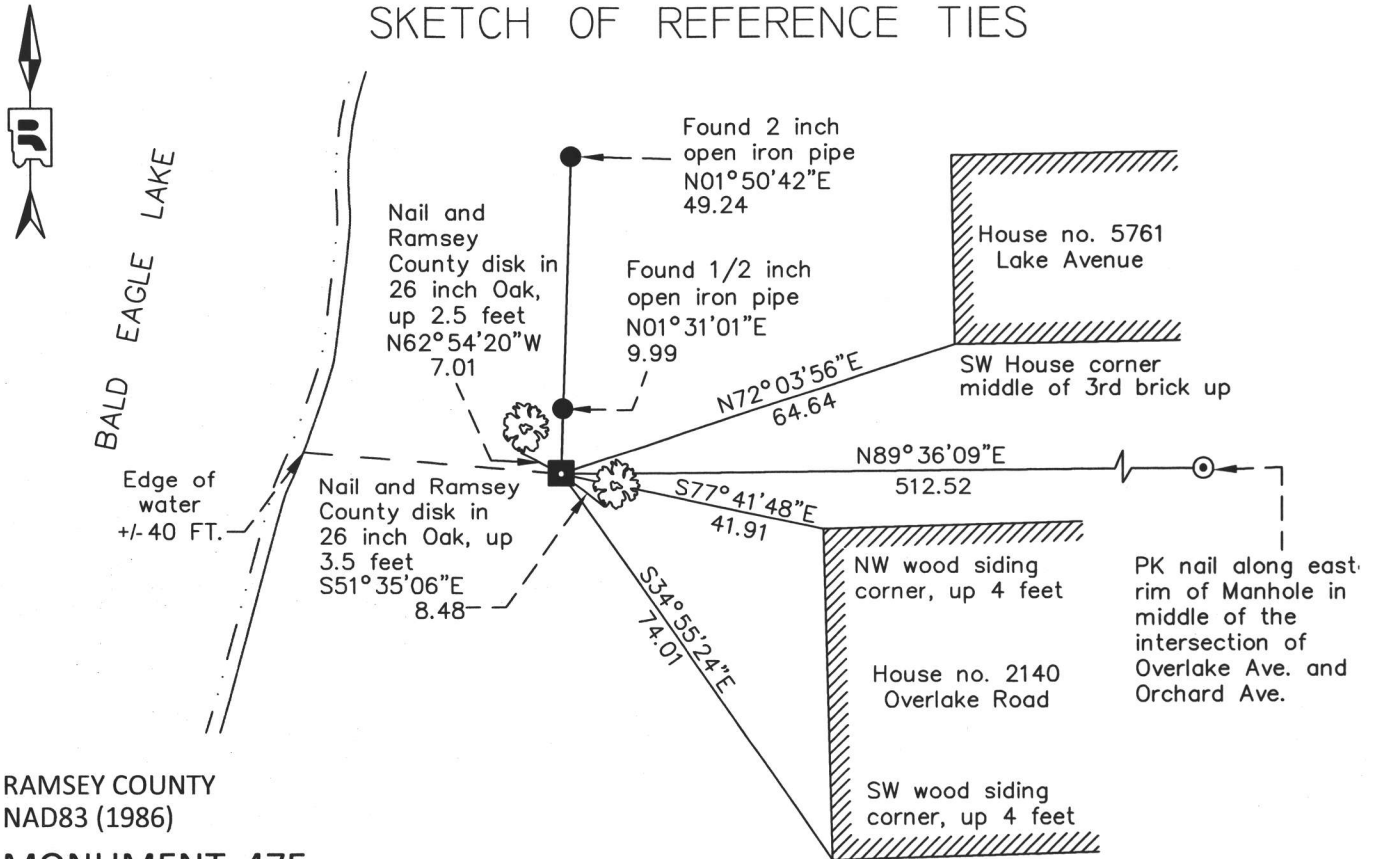 SKETCH OF REFERENCE TIES
BALD EAGLE LAKE
Found 2 inch
open iron pipe
N01°50'42"E
49.24
Nail and
Ramsey
County disk in
26 inch Oak,
up 2.5 feet
N62°54'20"W
7.01
Found 1/2 inch
open iron pipe
N01°31'01"E
9.99
House no. 5761
Lake Avenue
SW House corner
middle of 3rd brick up
N72°03'56"E
64.64
N89°36'09"E
512.52
S77°41'48"E
41.91
Edge of
water
+/-40 FT.
Nail and Ramsey
County disk in
26 inch Oak, up
3.5 feet
S51°35'06"E
8.48
S34°55'24"E
74.01
NW wood siding
corner, up 4 feet
House no. 2140
Overlake Road
SW wood siding
corner, up 4 feet
PK nail along east
rim of Manhole in
middle of the
intersection of
Overlake Ave. and
Orchard Ave.
RAMSEY COUNTY
NAD83 (1986)
MONUMENT 475